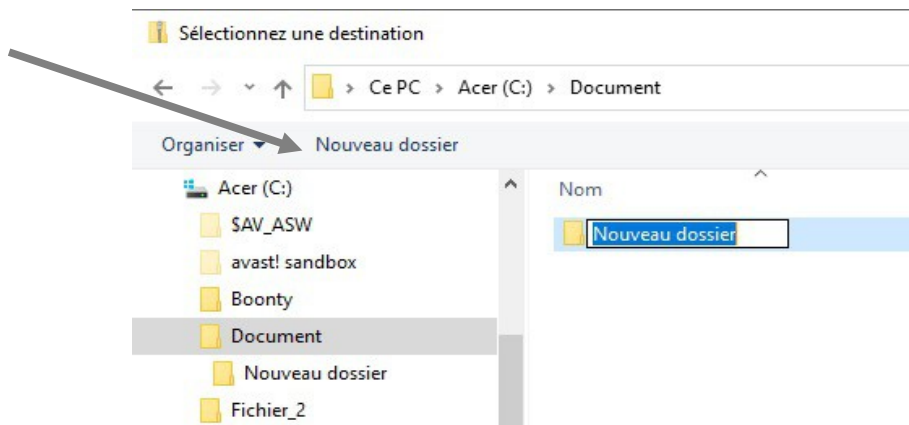 Sélectionnez une destination
Ce PC > Acer (C:) > Document
Organiser Nouveau dossier
Acer (C:)
Nom
$AV_ASW
Nouveau dossier
avast! sandbox
Boonty
Document
Nouveau dossier
Fichier_2